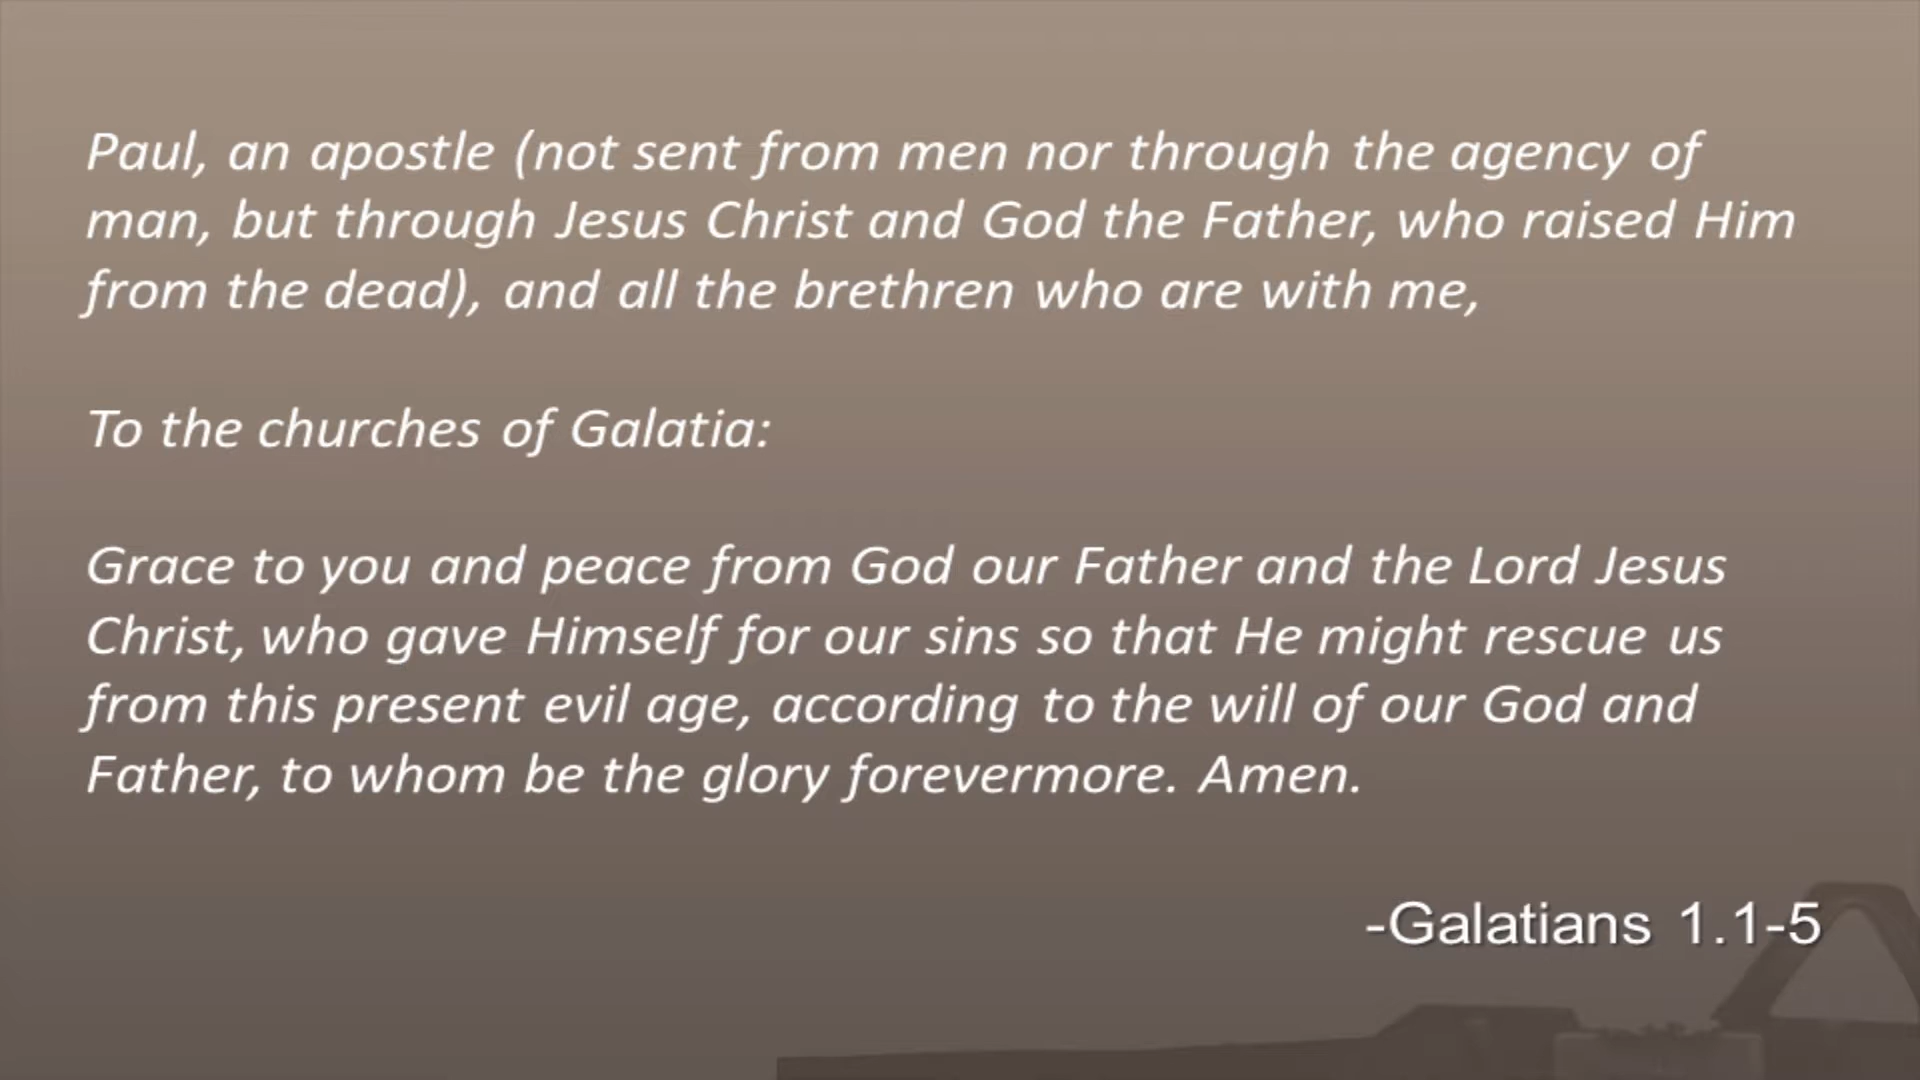 Paul, an apostle (not sent from men nor through the agency of
man, but through Jesus Christ and God the Father, who raised Him
from the dead), and all the brethren who are with me,
To the churches of Galatia:
Grace to you and peace from God our Father and the Lord Jesus
Christ, who gave Himself for our sins so that He might rescue us
from this present evil age, according to the will of our God and
Father, to whom be the glory forevermore. Amen.
-Galatians 1.1-5